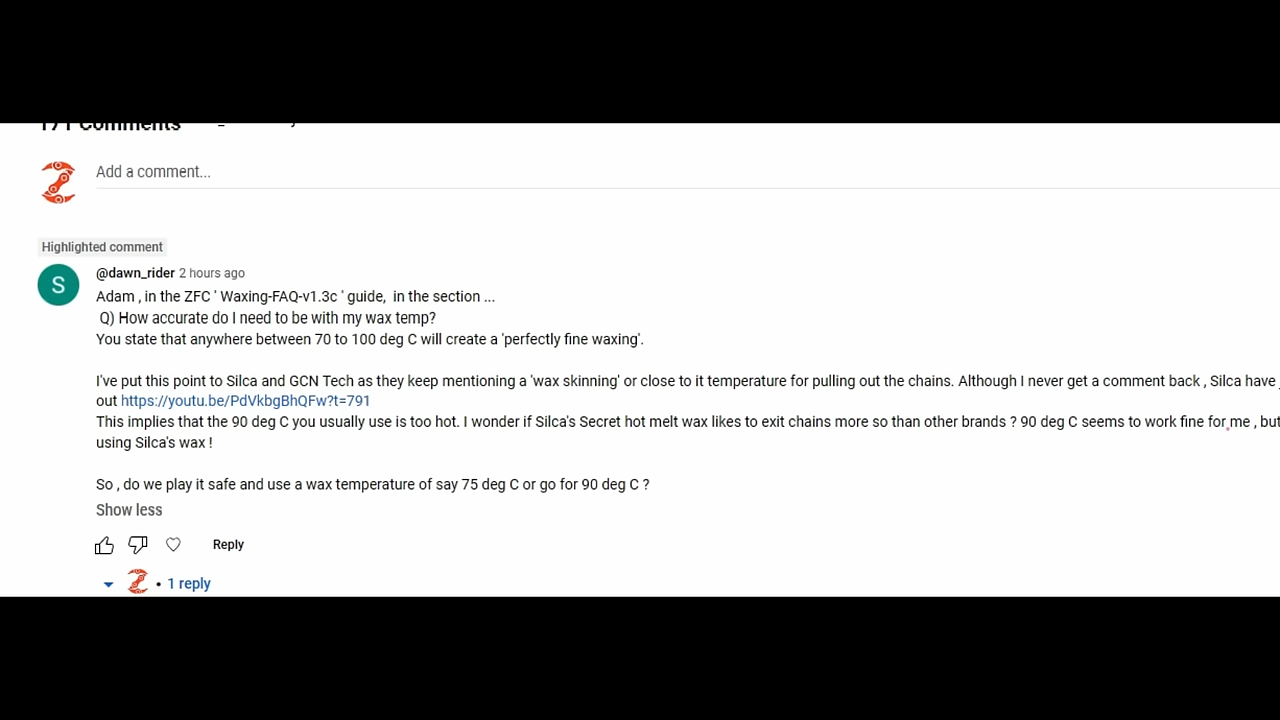 171 Comments
Add a comment...
Highlighted comment
S
@dawn_rider 2 hours ago
Adam , in the ZFC ' Waxing-FAQ-v1.3c ' guide, in the section ...
Q) How accurate do I need to be with my wax temp?
You state that anywhere between 70 to 100 deg C will create a 'perfectly fine waxing'.
I've put this point to Silca and GCN Tech as they keep mentioning a 'wax skinning' or close to it temperature for pulling out the chains. Although I never get a comment back , Silca have
out https://youtu.be/PdVkbgBhQFw?t=791
This implies that the 90 deg C you usually use is too hot. I wonder if Silca's Secret hot melt wax likes to exit chains more so than other brands ? 90 deg C seems to work fine for me , but
using Silca's wax !
So , do we play it safe and use a wax temperature of say 75 deg C or go for 90 deg C ?
Show less
Reply
• 1 reply